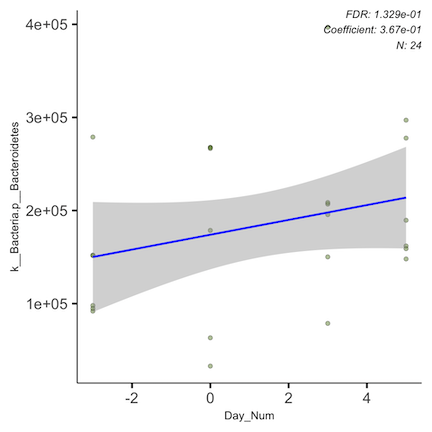 FDR: 1.329e-01
Coefficient: 3.67e-01
N: 24
4e+05
3e+05
2e+05
1e+05
k__Bacteria.p__Bacteroidetes
-2
0
2
4
Day_Num